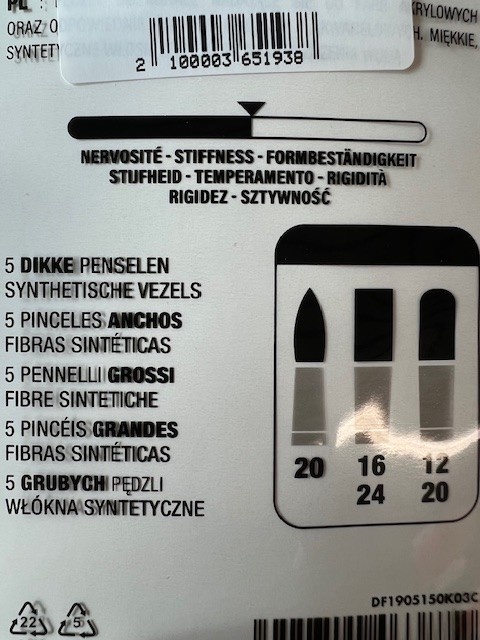 PL :
KRYLOWYCH
ORAZ O
H. MIĘKKIE,
SYNTET
2 100003 651938
NERVOSITÉ - STIFFNESS - FORMBESTÄNDIGKEIT
STIJFHEID - TEMPERAMENTO - RIGIDITÀ
RIGIDEZ - SZTYWNOŚĆ
5 DIKKE PENSELEN
SYNTHETISCHE VEZELS
5 PINCELES ANCHOS
FIBRAS SINTÉTICAS
5 PENNELLI GROSSI
FIBRE SINTETICHE
5 PINCÉIS GRANDES
FIBRAS SINTÉTICAS
5 GRUBYCH PĘDZLI
WŁÓKNA SYNTETYCZNE
20 16 12
24 20
DF1905150K03C
22 5